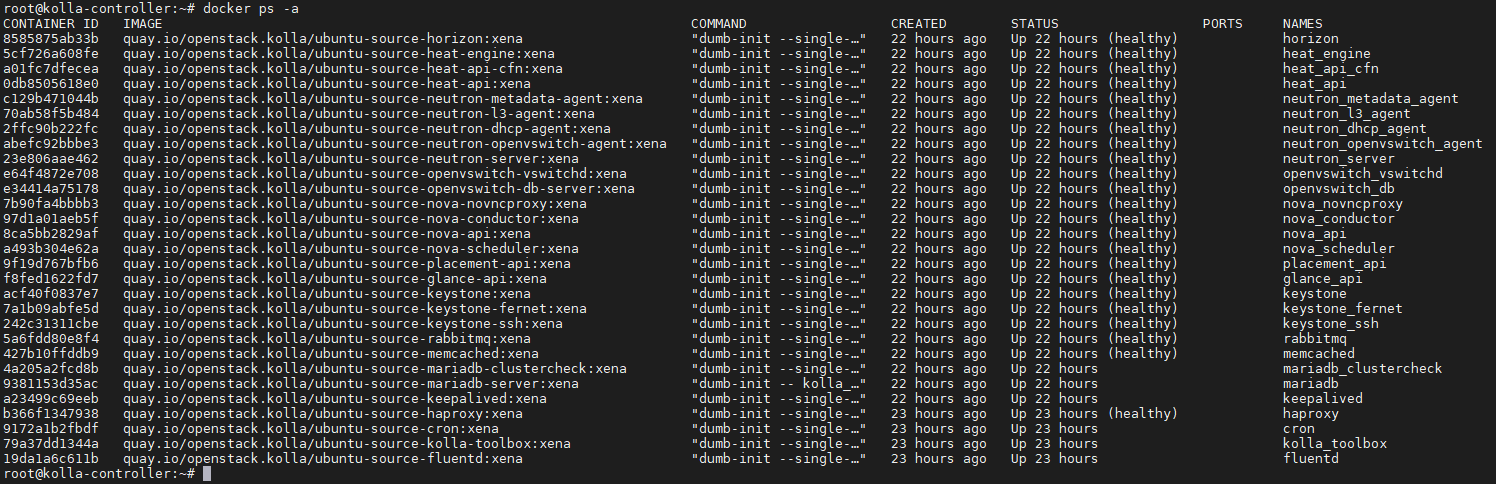 root@kolla-controller:~# docker ps -a
CONTAINER ID   IMAGE                                                                  COMMAND                  CREATED        STATUS                  PORTS     NAMES
8585875ab33b   quay.io/openstack.kolla/ubuntu-source-horizon:xena                     "dumb-init --single-…"   22 hours ago   Up 22 hours (healthy)             horizon
5cf726a608fe   quay.io/openstack.kolla/ubuntu-source-heat-engine:xena                 "dumb-init --single-…"   22 hours ago   Up 22 hours (healthy)             heat_engine
a01fc7dfecea   quay.io/openstack.kolla/ubuntu-source-heat-api-cfn:xena                "dumb-init --single-…"   22 hours ago   Up 22 hours (healthy)             heat_api_cfn
0db8505618e0   quay.io/openstack.kolla/ubuntu-source-heat-api:xena                    "dumb-init --single-…"   22 hours ago   Up 22 hours (healthy)             heat_api
c129b471044b   quay.io/openstack.kolla/ubuntu-source-neutron-metadata-agent:xena      "dumb-init --single-…"   22 hours ago   Up 22 hours (healthy)             neutron_metadata_agent
70ab58f5b484   quay.io/openstack.kolla/ubuntu-source-neutron-l3-agent:xena            "dumb-init --single-…"   22 hours ago   Up 22 hours (healthy)             neutron_l3_agent
2ffc90b222fc   quay.io/openstack.kolla/ubuntu-source-neutron-dhcp-agent:xena          "dumb-init --single-…"   22 hours ago   Up 22 hours (healthy)             neutron_dhcp_agent
abefc92bbbe3   quay.io/openstack.kolla/ubuntu-source-neutron-openvswitch-agent:xena   "dumb-init --single-…"   22 hours ago   Up 22 hours (healthy)             neutron_openvswitch_agent
23e806aae462   quay.io/openstack.kolla/ubuntu-source-neutron-server:xena              "dumb-init --single-…"   22 hours ago   Up 22 hours (healthy)             neutron_server
e64f4872e708   quay.io/openstack.kolla/ubuntu-source-openvswitch-vswitchd:xena        "dumb-init --single-…"   22 hours ago   Up 22 hours (healthy)             openvswitch_vswitchd
e34414a75178   quay.io/openstack.kolla/ubuntu-source-openvswitch-db-server:xena       "dumb-init --single-…"   22 hours ago   Up 22 hours (healthy)             openvswitch_db
7b90fa4bbbb3   quay.io/openstack.kolla/ubuntu-source-nova-novncproxy:xena             "dumb-init --single-…"   22 hours ago   Up 22 hours (healthy)             nova_novncproxy
97d1a01aeb5f   quay.io/openstack.kolla/ubuntu-source-nova-conductor:xena              "dumb-init --single-…"   22 hours ago   Up 22 hours (healthy)             nova_conductor
8ca5bb2829af   quay.io/openstack.kolla/ubuntu-source-nova-api:xena                    "dumb-init --single-…"   22 hours ago   Up 22 hours (healthy)             nova_api
a493b304e62a   quay.io/openstack.kolla/ubuntu-source-nova-scheduler:xena              "dumb-init --single-…"   22 hours ago   Up 22 hours (healthy)             nova_scheduler
9f19d767bfb6   quay.io/openstack.kolla/ubuntu-source-placement-api:xena               "dumb-init --single-…"   22 hours ago   Up 22 hours (healthy)             placement_api
f8fed1622fd7   quay.io/openstack.kolla/ubuntu-source-glance-api:xena                  "dumb-init --single-…"   22 hours ago   Up 22 hours (healthy)             glance_api
acf40f0837e7   quay.io/openstack.kolla/ubuntu-source-keystone:xena                    "dumb-init --single-…"   22 hours ago   Up 22 hours (healthy)             keystone
7a1b09abfe5d   quay.io/openstack.kolla/ubuntu-source-keystone-fernet:xena             "dumb-init --single-…"   22 hours ago   Up 22 hours (healthy)             keystone_fernet
242c31311cbe   quay.io/openstack.kolla/ubuntu-source-keystone-ssh:xena                "dumb-init --single-…"   22 hours ago   Up 22 hours (healthy)             keystone_ssh
5a6fdd80e8f4   quay.io/openstack.kolla/ubuntu-source-rabbitmq:xena                    "dumb-init --single-…"   22 hours ago   Up 22 hours (healthy)             rabbitmq
427b10ffddb9   quay.io/openstack.kolla/ubuntu-source-memcached:xena                   "dumb-init --single-…"   22 hours ago   Up 22 hours (healthy)             memcached
4a205a2fcd8b   quay.io/openstack.kolla/ubuntu-source-mariadb-clustercheck:xena        "dumb-init --single-…"   22 hours ago   Up 22 hours                       mariadb_clustercheck
9381153d35ac   quay.io/openstack.kolla/ubuntu-source-mariadb-server:xena              "dumb-init -- kolla_…"   22 hours ago   Up 22 hours                       mariadb
a23499c69eeb   quay.io/openstack.kolla/ubuntu-source-keepalived:xena                  "dumb-init --single-…"   22 hours ago   Up 22 hours                       keepalived
b366f1347938   quay.io/openstack.kolla/ubuntu-source-haproxy:xena                     "dumb-init --single-…"   23 hours ago   Up 23 hours (healthy)             haproxy
9172a1b2fbdf   quay.io/openstack.kolla/ubuntu-source-cron:xena                        "dumb-init --single-…"   23 hours ago   Up 23 hours                       cron
79a37dd1344a   quay.io/openstack.kolla/ubuntu-source-kolla-toolbox:xena               "dumb-init --single-…"   23 hours ago   Up 23 hours                       kolla_toolbox
19da1a6c611b   quay.io/openstack.kolla/ubuntu-source-fluentd:xena                     "dumb-init --single-…"   23 hours ago   Up 23 hours                       fluentd
root@kolla-controller:~#